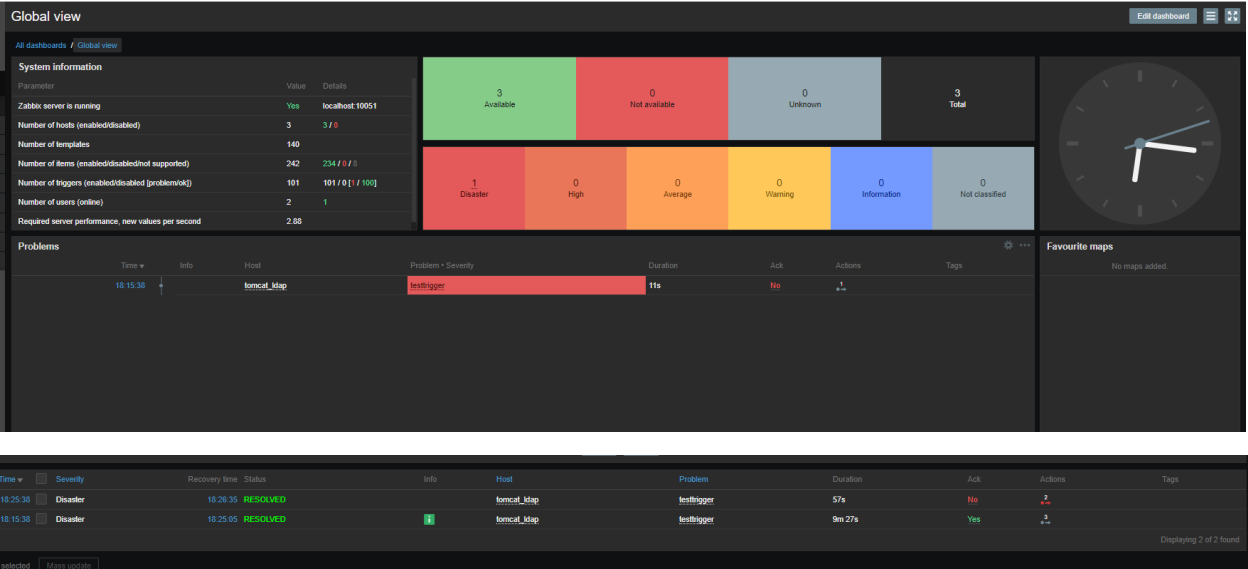 Global view
Edit dashboard
All dashboards / Global view
System information
Parameter Value Details
Zabbix server is running Yes localhost:10051
Number of hosts (enabled/disabled) 3 3 / 0
Number of templates 140
Number of items (enabled/disabled/not supported) 242 234 / 0 / 8
Number of triggers (enabled/disabled [problem/ok]) 101 101 / 0 [1 / 100]
Number of users (online) 2 1
Required server performance, new values per second 2.88
3 Available
0 Not available
0 Unknown
3 Total
1 Disaster
0 High
0 Average
0 Warning
0 Information
0 Not classified
Problems
Time Info Host Problem • Severity Duration Ack Actions Tags
18:15:38 tomcat_ldap testtrigger 11s No 1
Favourite maps
No maps added.
Time Severity Recovery time Status Info Host Problem Duration Ack Actions Tags
18:25:38 Disaster 18:26:35 RESOLVED tomcat_ldap testtrigger 57s No 2
18:15:38 Disaster 18:25:05 RESOLVED i tomcat_ldap testtrigger 9m 27s Yes 3
Displaying 2 of 2 found
selected Mass update